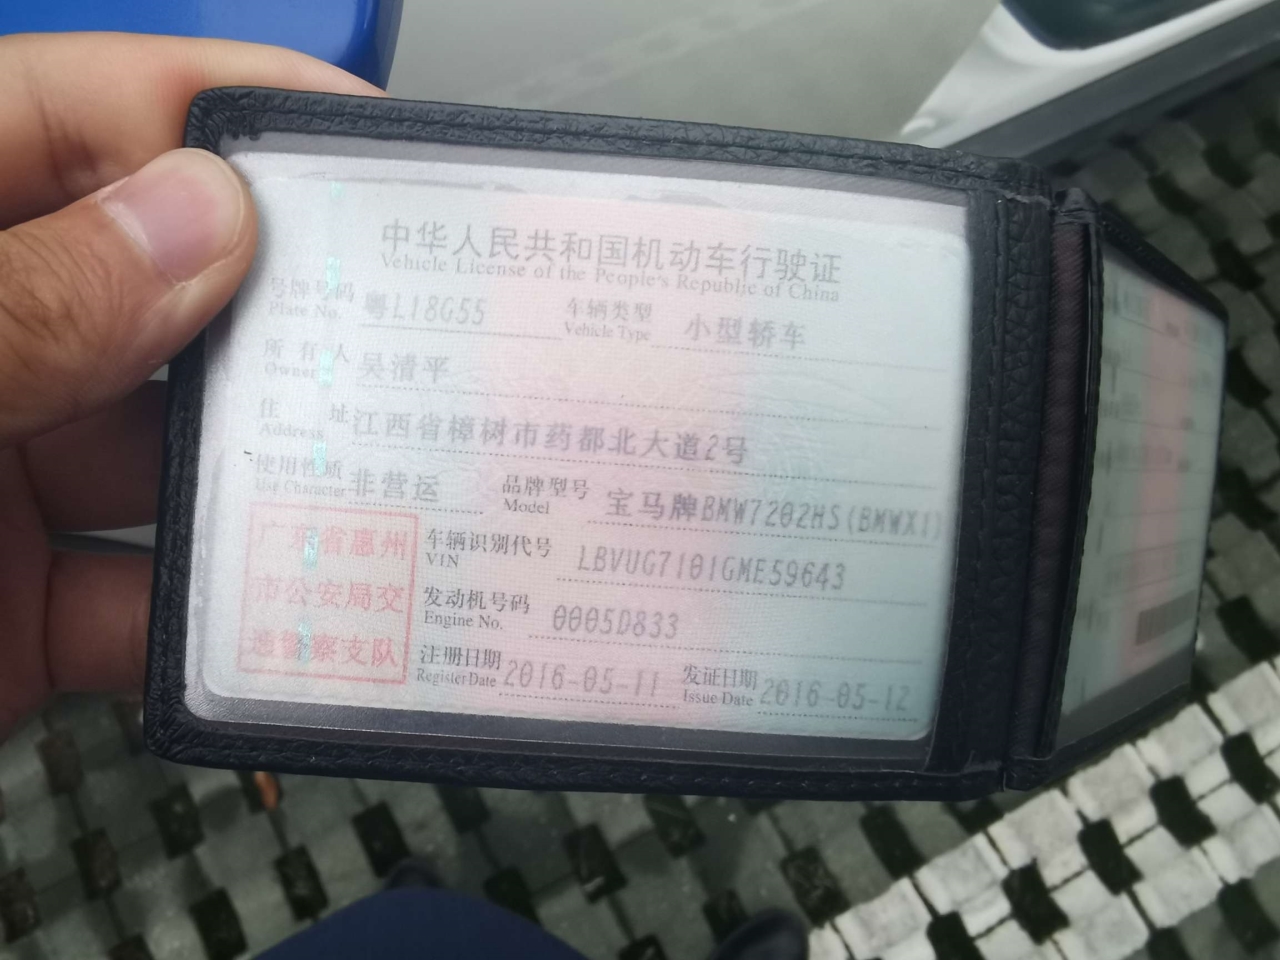 中华人民共和国机动车行驶证
Vehicle License of the People's Republic of China
号牌号码 粤L18G55 车辆类型 小型轿车
Plate No. Vehicle Type
所有人 吴清平
Owner
住址 江西省樟树市药都北大道2号
Address
使用性质 非营运 品牌型号 宝马牌BMW7202HS(BMWX1)
Use Character Model
广东省惠州
市公安局交
通警察支队
车辆识别代号 LBVUG7101GME59643
VIN
发动机号码 0005D833
Engine No.
注册日期 2016-05-11 发证日期 2016-05-12
Register Date Issue Date